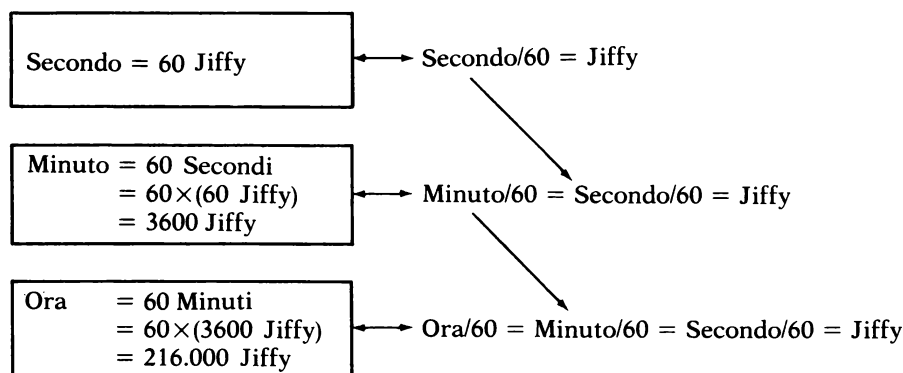 Secondo = 60 Jiffy
Secondo/60 = Jiffy
Minuto = 60 Secondi
= 60×(60 Jiffy)
= 3600 Jiffy
Minuto/60 = Secondo/60 = Jiffy
Ora = 60 Minuti
= 60×(3600 Jiffy)
= 216.000 Jiffy
Ora/60 = Minuto/60 = Secondo/60 = Jiffy